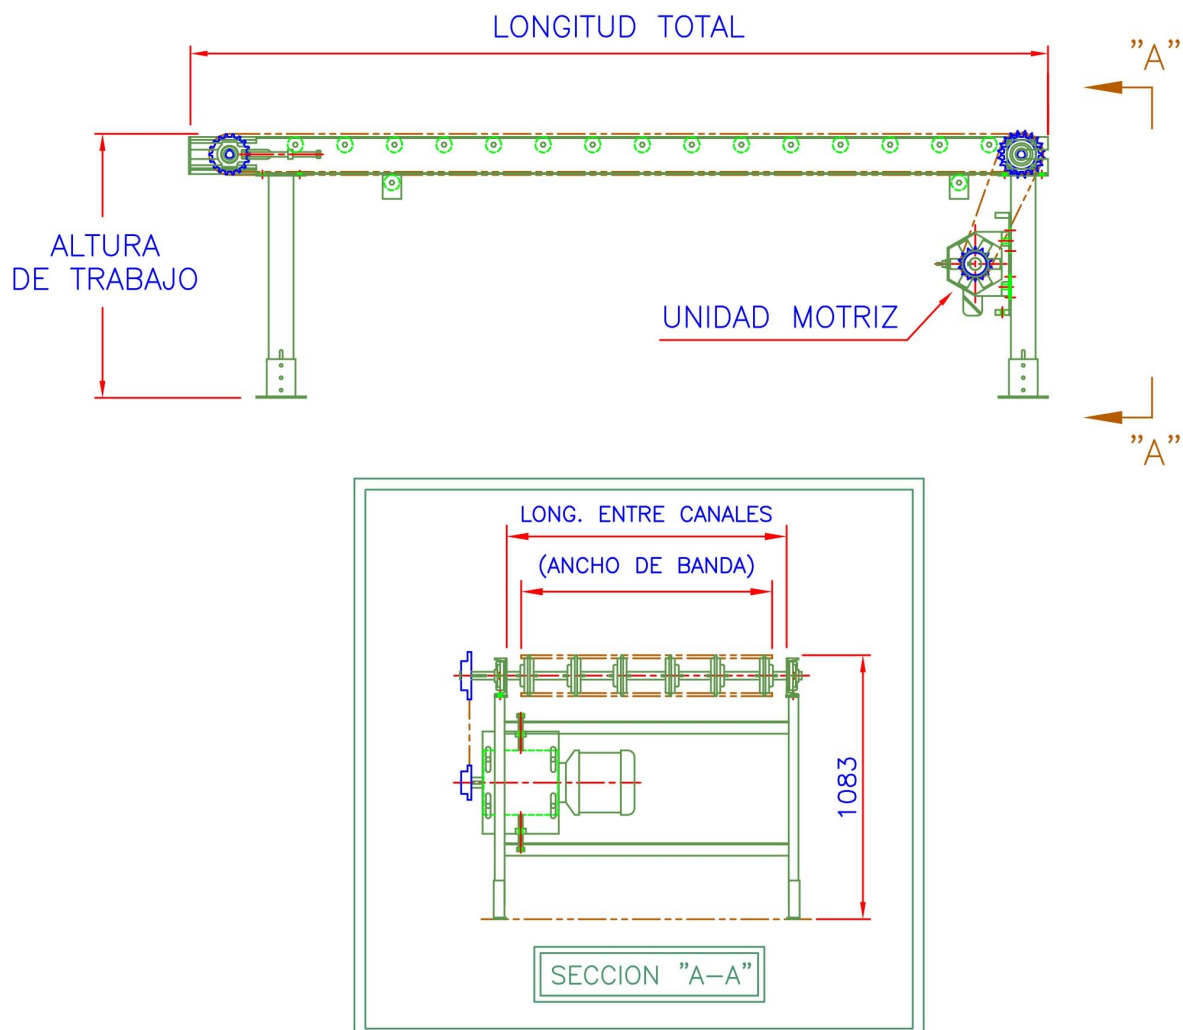 LONGITUD TOTAL
"A"
ALTURA
DE TRABAJO
UNIDAD MOTRIZ
"A"
LONG. ENTRE CANALES
(ANCHO DE BANDA)
1083
SECCION "A-A"